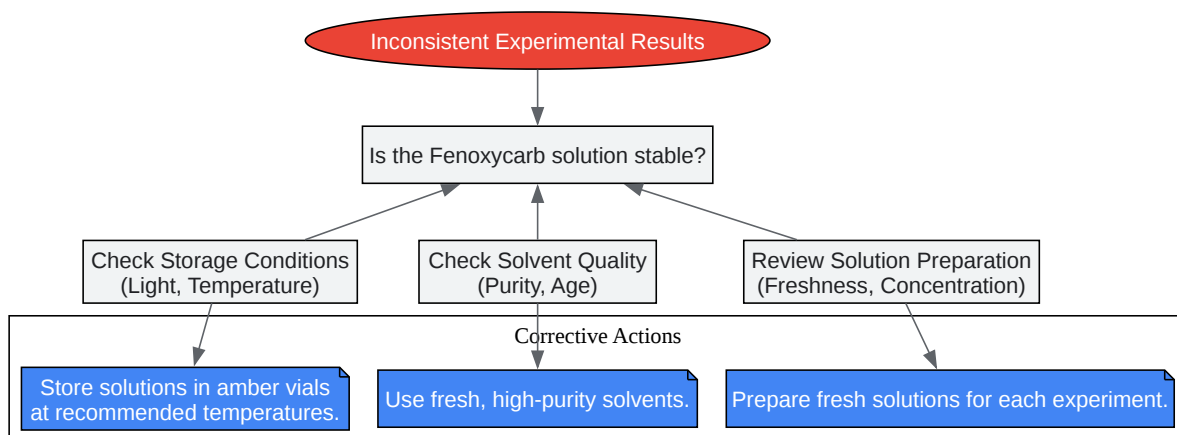 Inconsistent Experimental Results
Is the Fenoxycarb solution stable?
Check Storage Conditions
(Light, Temperature)
Check Solvent Quality
(Purity, Age)
Review Solution Preparation
(Freshness, Concentration)
Corrective Actions
Store solutions in amber vials
at recommended temperatures.
Use fresh, high-purity solvents.
Prepare fresh solutions for each experiment.